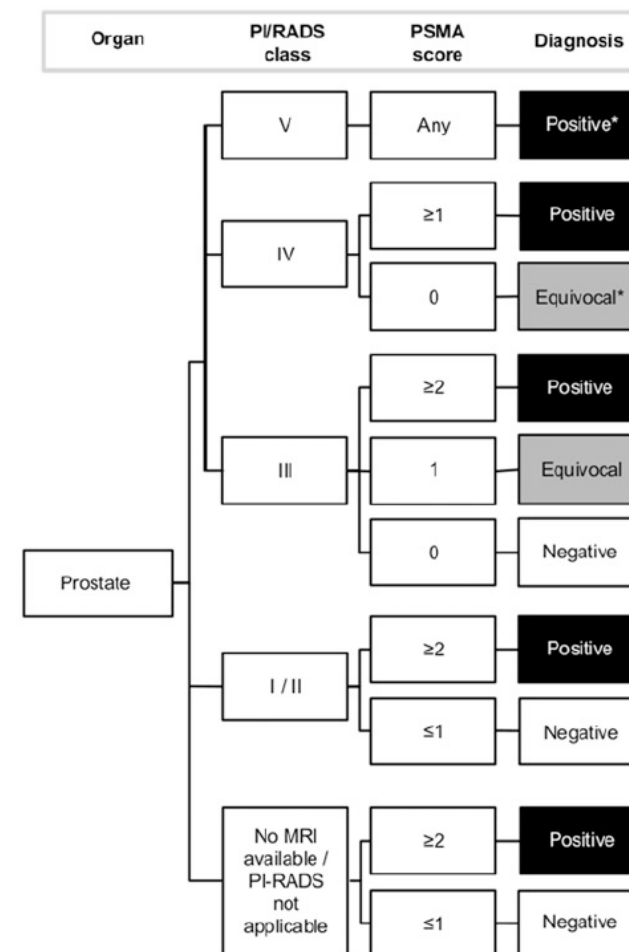 Organ PI/RADS class PSMA score Diagnosis
V Any Positive*
IV
≥1 Positive
0 Equivocal*
III
≥2 Positive
1 Equivocal
0 Negative
Prostate
I / II
≥2 Positive
≤1 Negative
No MRI
available /
PI-RADS
not
applicable
≥2 Positive
≤1 Negative